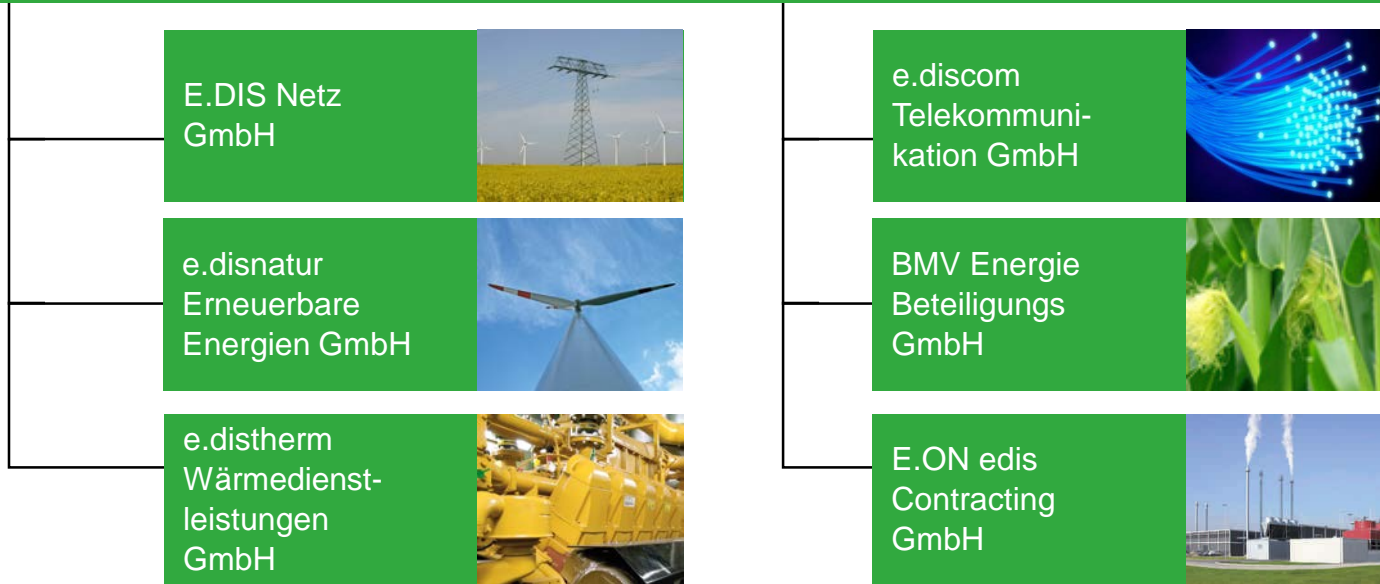 E.DIS Netz
GmbH
e.disnatur
Erneuerbare
Energien GmbH
e.distherm
Wärmedienst-
leistungen
GmbH
e.discom
Telekommuni-
kation GmbH
BMV Energie
Beteiligungs
GmbH
E.ON edis
Contracting
GmbH